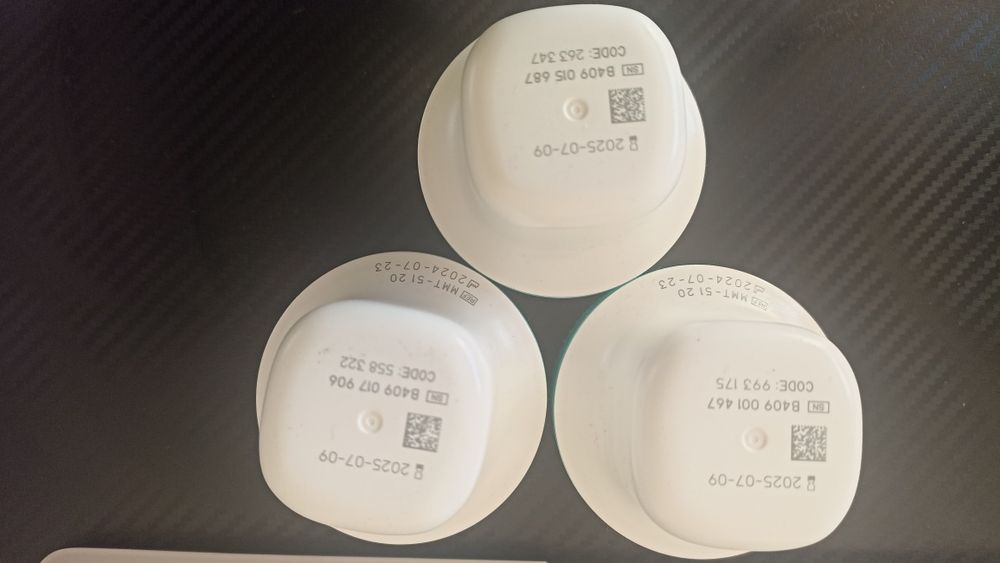 2025-07-09
SN B409 015 687
CODE: 263 347
REF MMT-5120
2024-07-23
2025-07-09
SN B409 017 906
CODE: 558 322
REF MMT-5120
2024-07-23
2025-07-09
SN B409 001 467
CODE: 993 175